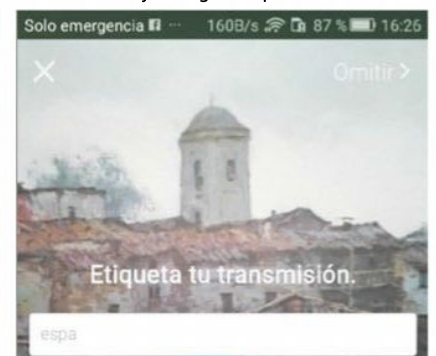 Solo emergencia ... 160B/s 87 % 16:26
Omitir >
Etiqueta tu transmisión.
espa